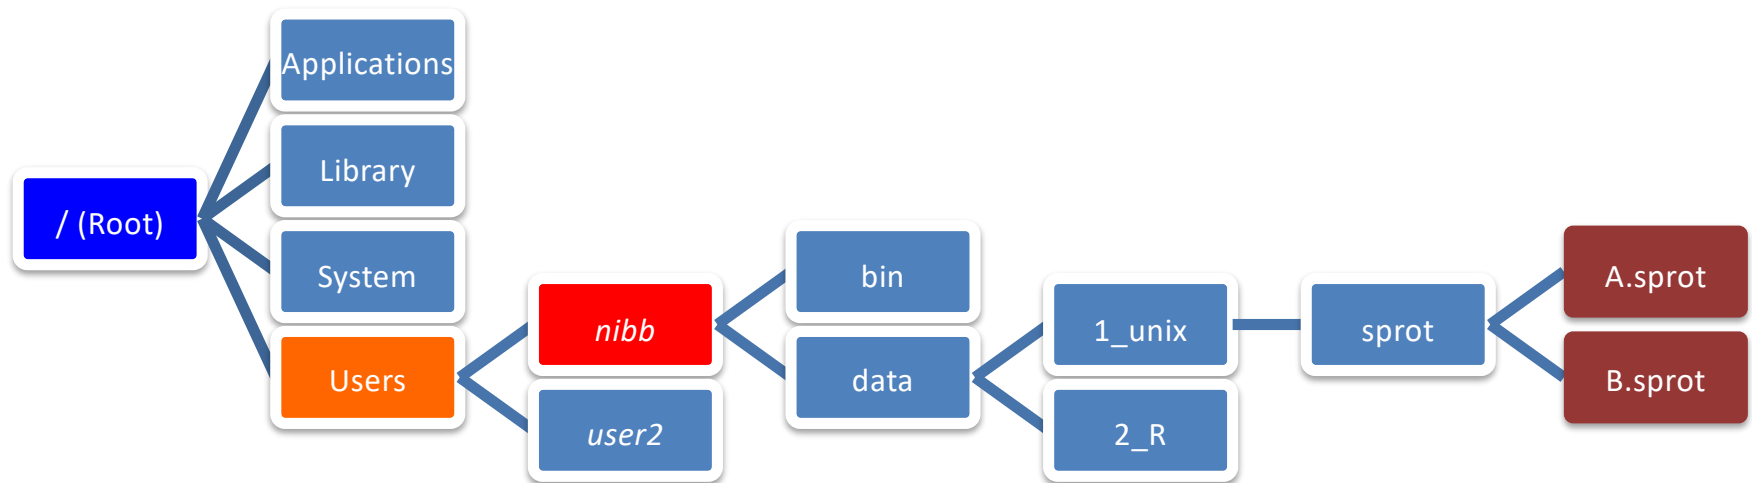 Applications
Library
/ (Root)
System
Users
nibb
user2
bin
data
1_unix
2_R
sprot
A.sprot
B.sprot